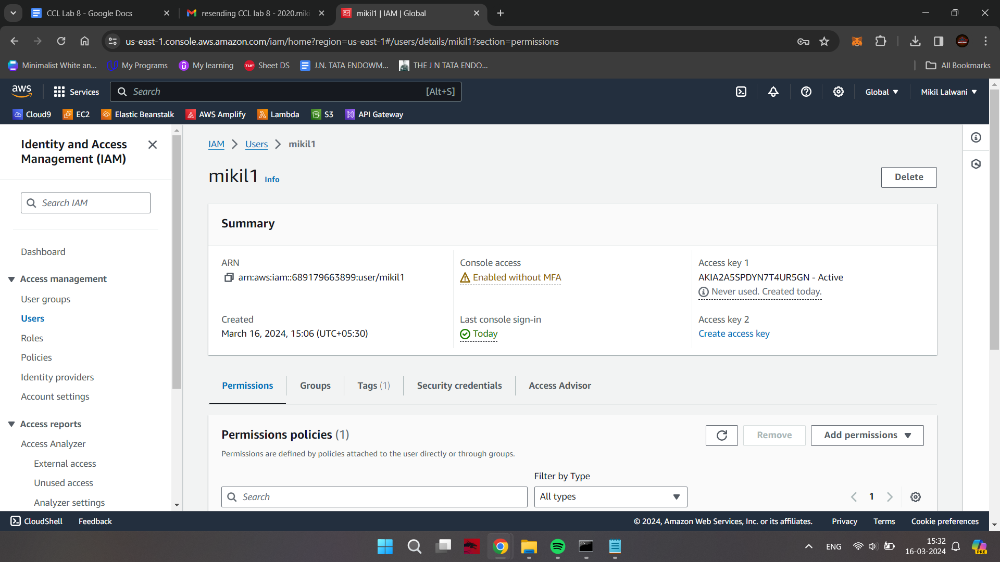 CCL Lab 8 - Google Docs
resending CCL lab 8 - 2020.miki
mikil1 | IAM | Global
us-east-1.console.aws.amazon.com/iam/home?region=us-east-1#/users/details/mikil1?section=permissions
Minimalist White an...
My Programs
My learning
TUF
Sheet DS
J.N. TATA ENDOWM...
THE J N TATA ENDO...
All Bookmarks
aws
Services
Search
[Alt+S]
Global
Mikil Lalwani
Cloud9
EC2
Elastic Beanstalk
AWS Amplify
Lambda
S3
API Gateway
Identity and Access
Management (IAM)
Search IAM
Dashboard
Access management
User groups
Users
Roles
Policies
Identity providers
Account settings
Access reports
Access Analyzer
External access
Unused access
Analyzer settings
IAM
Users
mikil1
mikil1
Info
Delete
Summary
ARN
arn:aws:iam::689179663899:user/mikil1
Console access
Enabled without MFA
Access key 1
AKIA2A5SPDYN7T4UR5GN - Active
Never used. Created today.
Created
March 16, 2024, 15:06 (UTC+05:30)
Last console sign-in
Today
Access key 2
Create access key
Permissions
Groups
Tags (1)
Security credentials
Access Advisor
Permissions policies (1)
Remove
Add permissions
Permissions are defined by policies attached to the user directly or through groups.
Filter by Type
Search
All types
1
CloudShell
Feedback
© 2024, Amazon Web Services, Inc. or its affiliates.
Privacy
Terms
Cookie preferences
ENG
15:32
16-03-2024
PRE